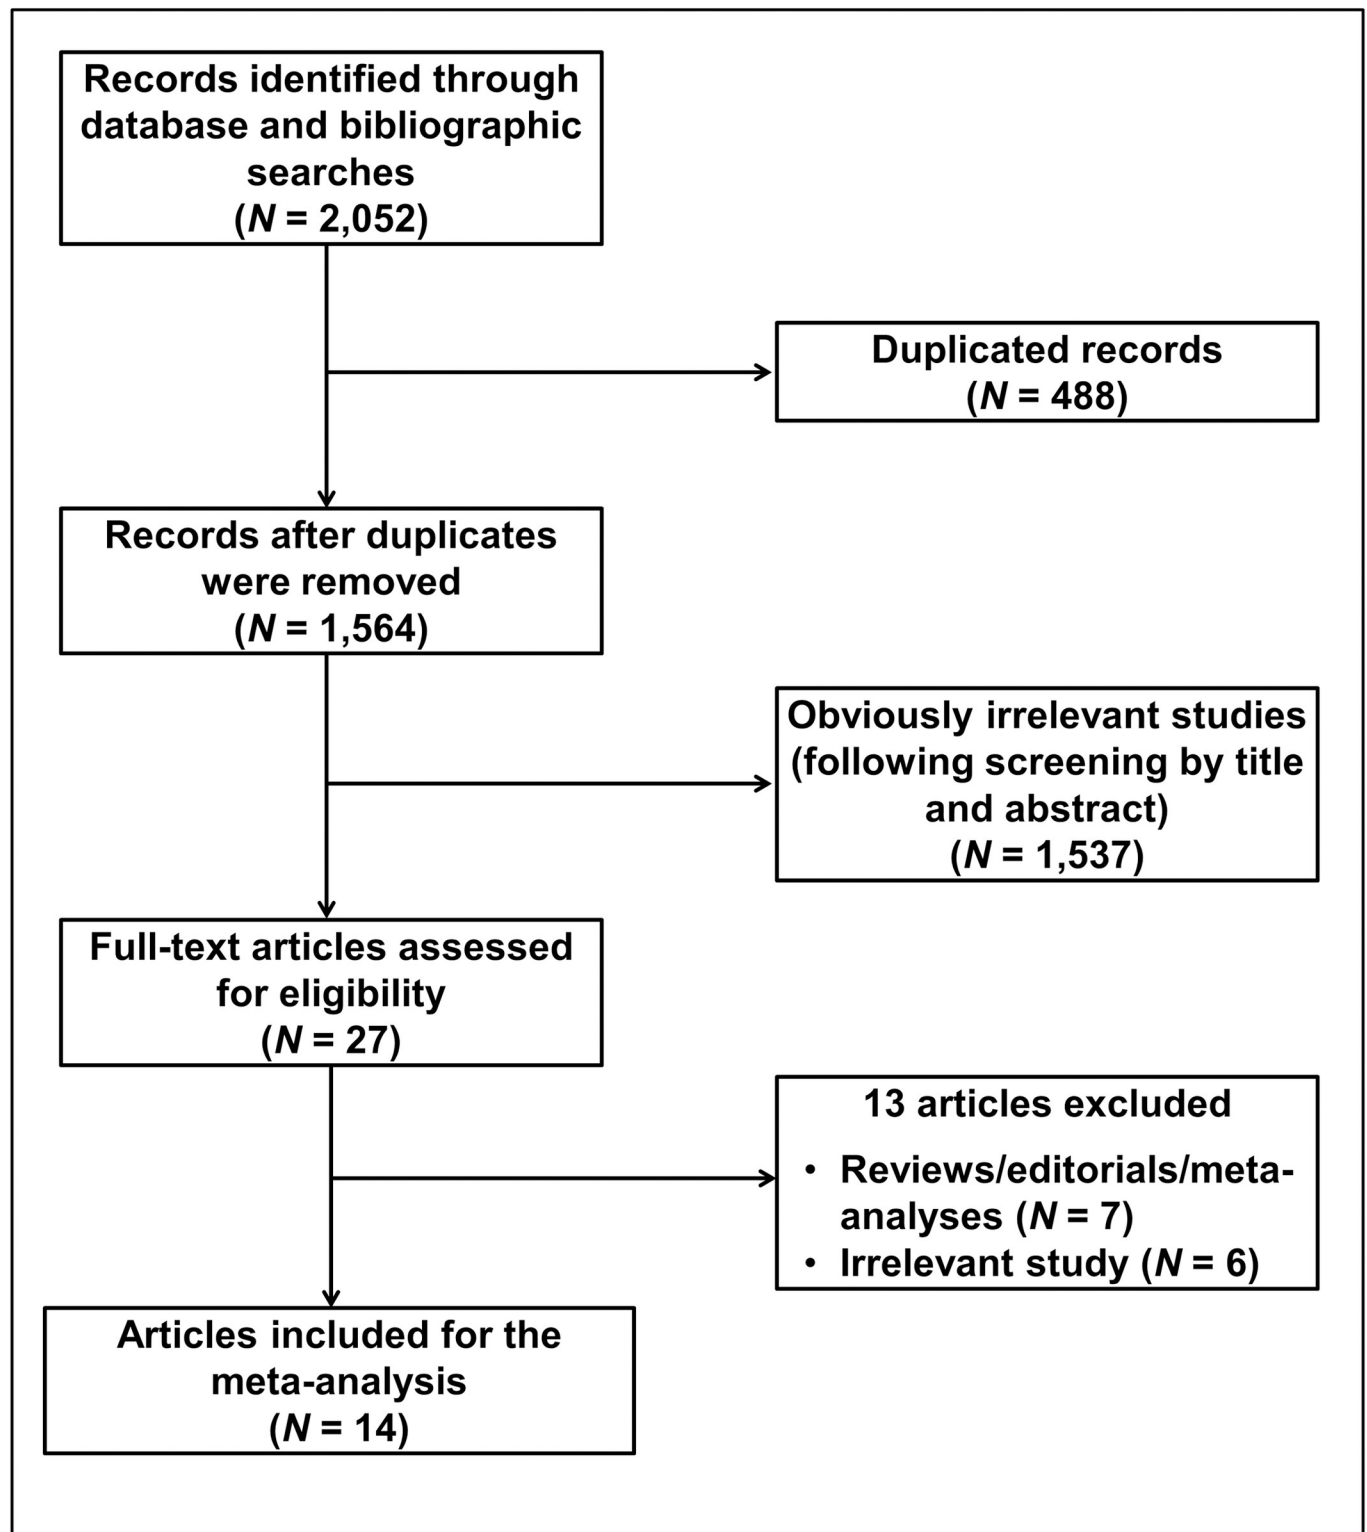 Records identified through
database and bibliographic
searches
(N = 2,052)
Duplicated records
(N = 488)
Records after duplicates
were removed
(N = 1,564)
Obviously irrelevant studies
(following screening by title
and abstract)
(N = 1,537)
Full-text articles assessed
for eligibility
(N = 27)
13 articles excluded
• Reviews/editorials/meta-
analyses (N = 7)
• Irrelevant study (N = 6)
Articles included for the
meta-analysis
(N = 14)